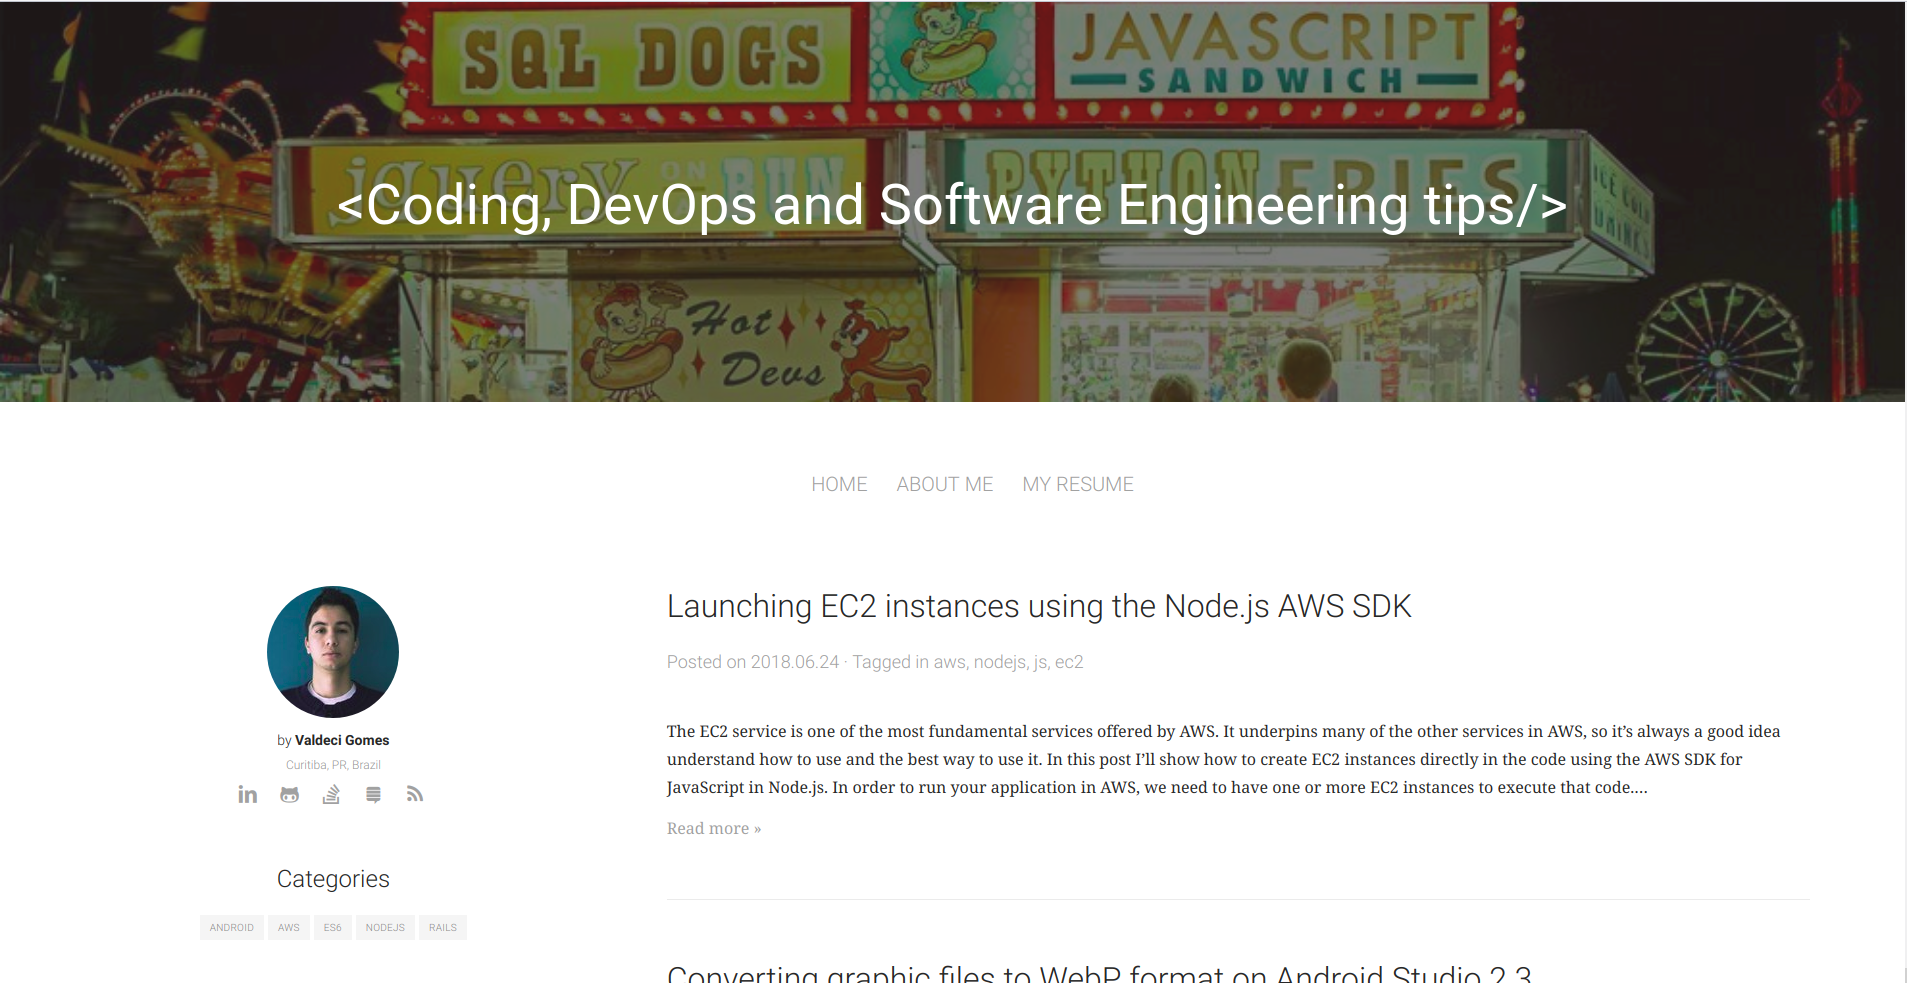 SQL DOGS
JAVASCRIPT
SANDWICH
jquery ON BUN
PYTHON FRIES
ICE COLD
DRINKS
<Coding, DevOps and Software Engineering tips/>
Hot
Devs
HOME ABOUT ME MY RESUME
Launching EC2 instances using the Node.js AWS SDK
Posted on 2018.06.24 · Tagged in aws, nodejs, js, ec2
The EC2 service is one of the most fundamental services offered by AWS. It underpins many of the other services in AWS, so it’s always a good idea
understand how to use and the best way to use it. In this post I’ll show how to create EC2 instances directly in the code using the AWS SDK for
JavaScript in Node.js. In order to run your application in AWS, we need to have one or more EC2 instances to execute that code.…
Read more »
by Valdeci Gomes
Curitiba, PR, Brazil
in
Categories
ANDROID AWS ES6 NODEJS RAILS
Converting graphic files to WebP format on Android Studio 2.3